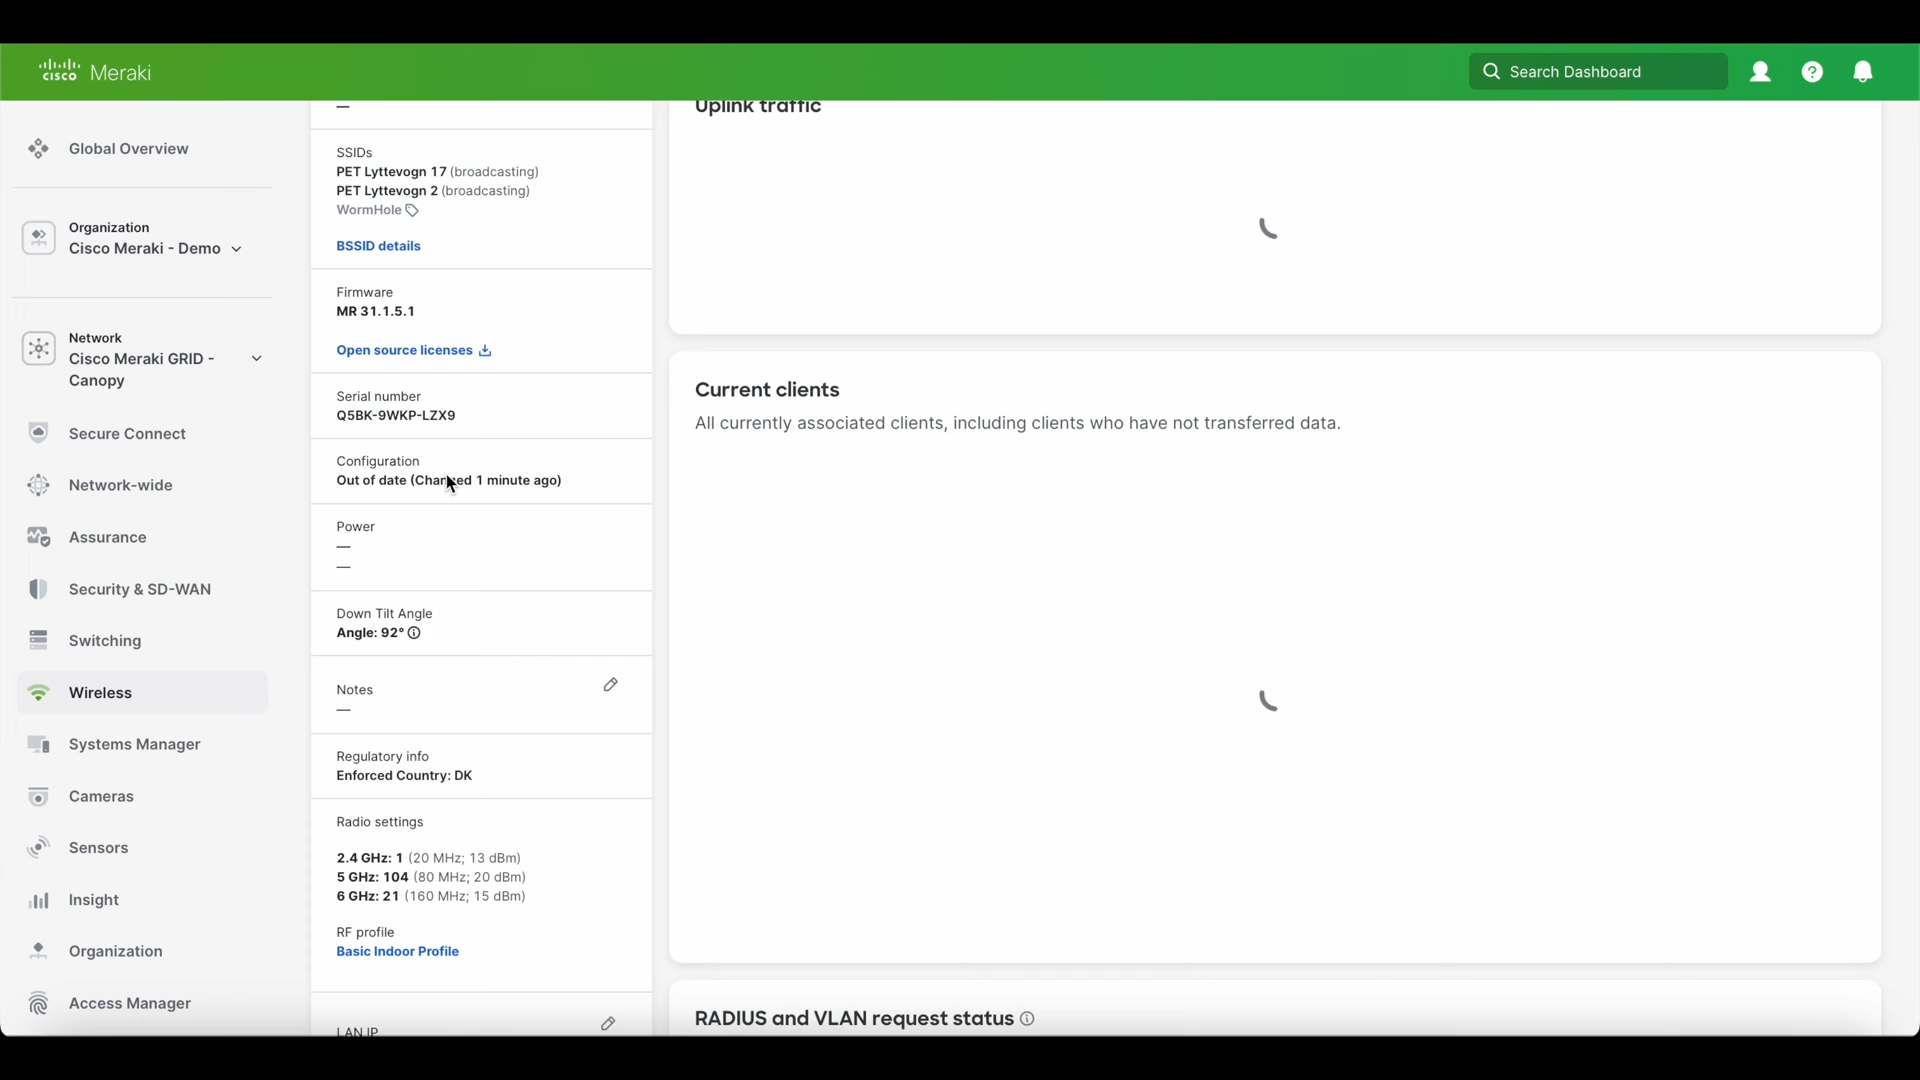 cisco Meraki
Search Dashboard
Global Overview
Organization
Cisco Meraki - Demo
Network
Cisco Meraki GRID -
Canopy
Secure Connect
Network-wide
Assurance
Security & SD-WAN
Switching
Wireless
Systems Manager
Cameras
Sensors
Insight
Organization
Access Manager
—
SSIDs
PET Lyttevogn 17 (broadcasting)
PET Lyttevogn 2 (broadcasting)
WormHole
BSSID details
Firmware
MR 31.1.5.1
Open source licenses
Serial number
Q5BK-9WKP-LZX9
Configuration
Out of date (Changed 1 minute ago)
Power
—
—
Down Tilt Angle
Angle: 92°
Notes
—
Regulatory info
Enforced Country: DK
Radio settings
2.4 GHz: 1 (20 MHz; 13 dBm)
5 GHz: 104 (80 MHz; 20 dBm)
6 GHz: 21 (160 MHz; 15 dBm)
RF profile
Basic Indoor Profile
LAN IP
Uplink traffic
Current clients
All currently associated clients, including clients who have not transferred data.
RADIUS and VLAN request status